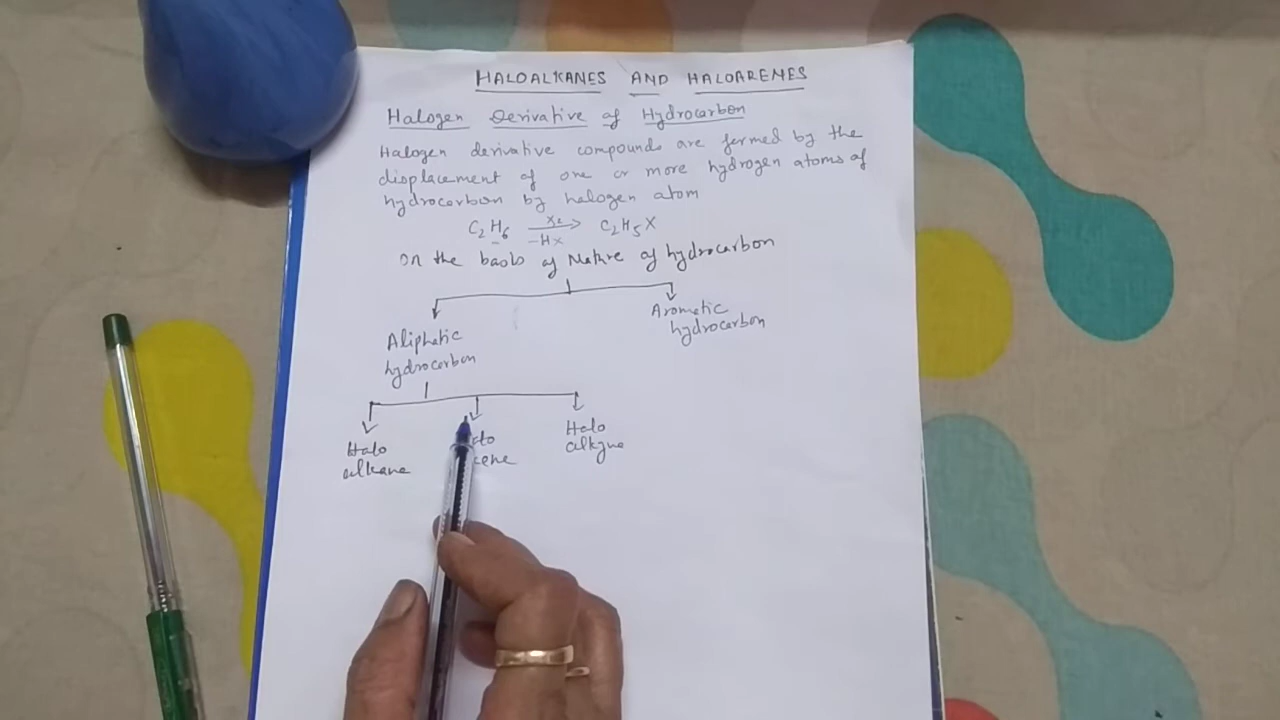 HALOALKANES AND HALOARENES
Halogen Derivative of Hydrocarbon
Halogen derivative compounds are formed by the
displacement of one or more hydrogen atoms of
hydrocarbon by halogen atom
C2H6 X2 → C2H5X
-HX
On the basis of Nature of hydrocarbon
Aliphatic
hydrocarbon
Aromatic
hydrocarbon
Halo
alkane
Halo
alkyne